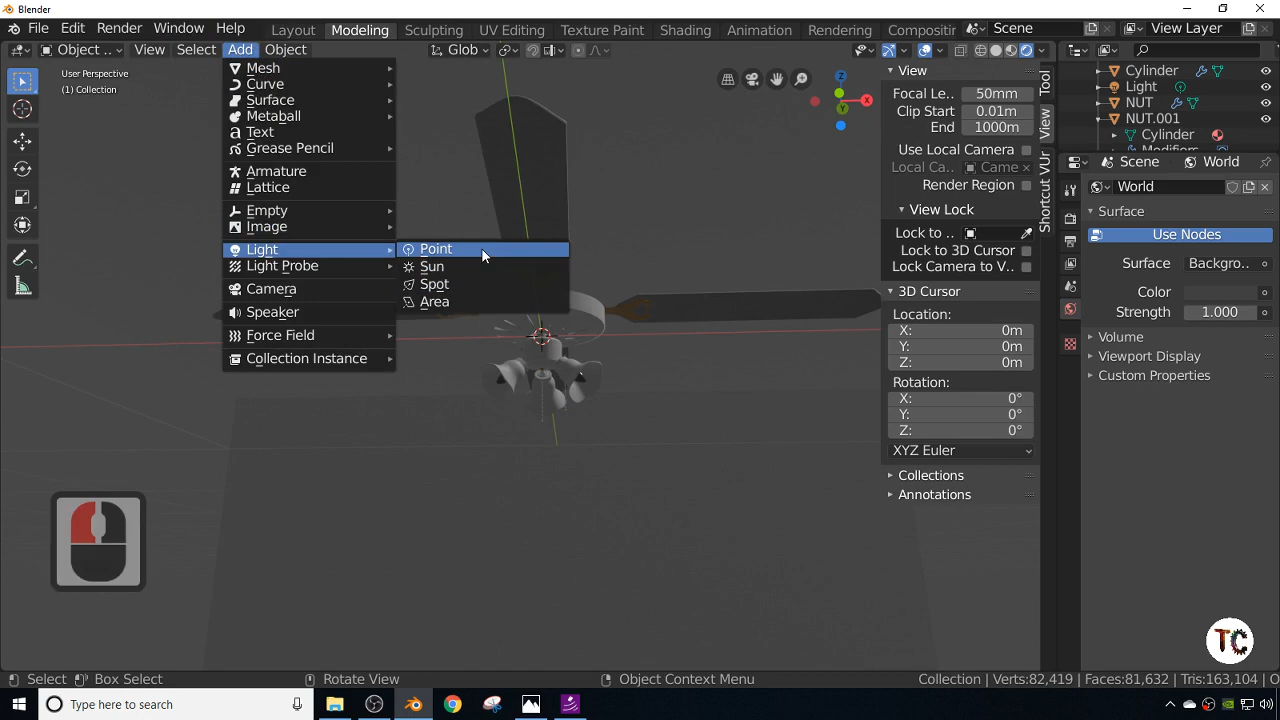 Blender
File Edit Render Window Help Layout Modeling Sculpting UV Editing Texture Paint Shading Animation Rendering Compositi Scene View Layer
Object .. View Select Add Object Glob
User Perspective
(1) Collection
Mesh
Curve
Surface
Metaball
Text
Grease Pencil
Armature
Lattice
Empty
Image
Light
Light Probe
Camera
Speaker
Force Field
Collection Instance
Point
Sun
Spot
Area
Z
X
Y
View
Focal Le.. 50mm
Clip Start 0.01m
End 1000m
Use Local Camera
Local Ca.. Came
Render Region
View Lock
Lock to ..
Lock to 3D Cursor
Lock Camera to V..
3D Cursor
Location:
X: 0m
Y: 0m
Z: 0m
Rotation:
X: 0°
Y: 0°
Z: 0°
XYZ Euler
Collections
Annotations
Tool
View
Shortcut VUr
Cylinder
Light
NUT
NUT.001
Cylinder
Modifiers
Scene World
World
Surface
Use Nodes
Surface Backgro..
Color
Strength 1.000
Volume
Viewport Display
Custom Properties
TC
Select Box Select Rotate View Object Context Menu Collection | Verts:82,419 | Faces:81,632 | Tris:163,104 | O
Type here to search